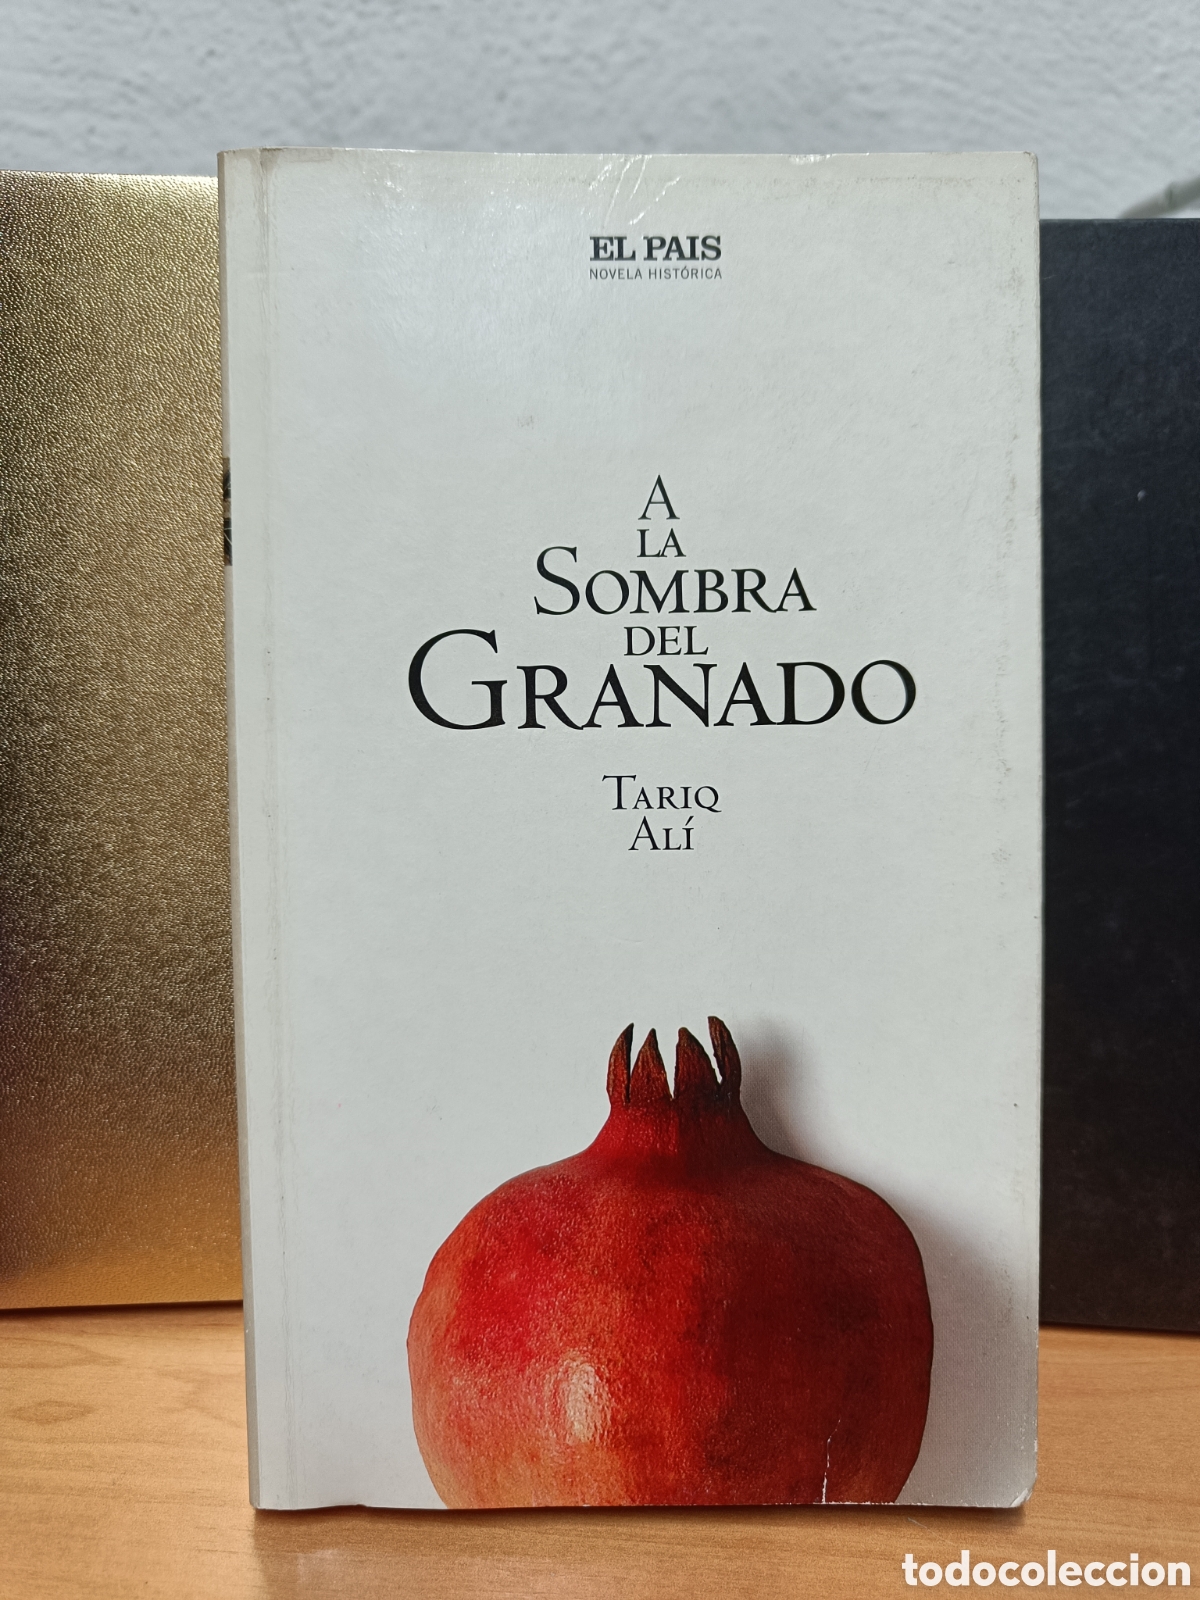 EL PAIS
NOVELA HISTÓRICA
A
LA
SOMBRA
DEL
GRANADO
TARIQ
ALÍ
todocoleccion